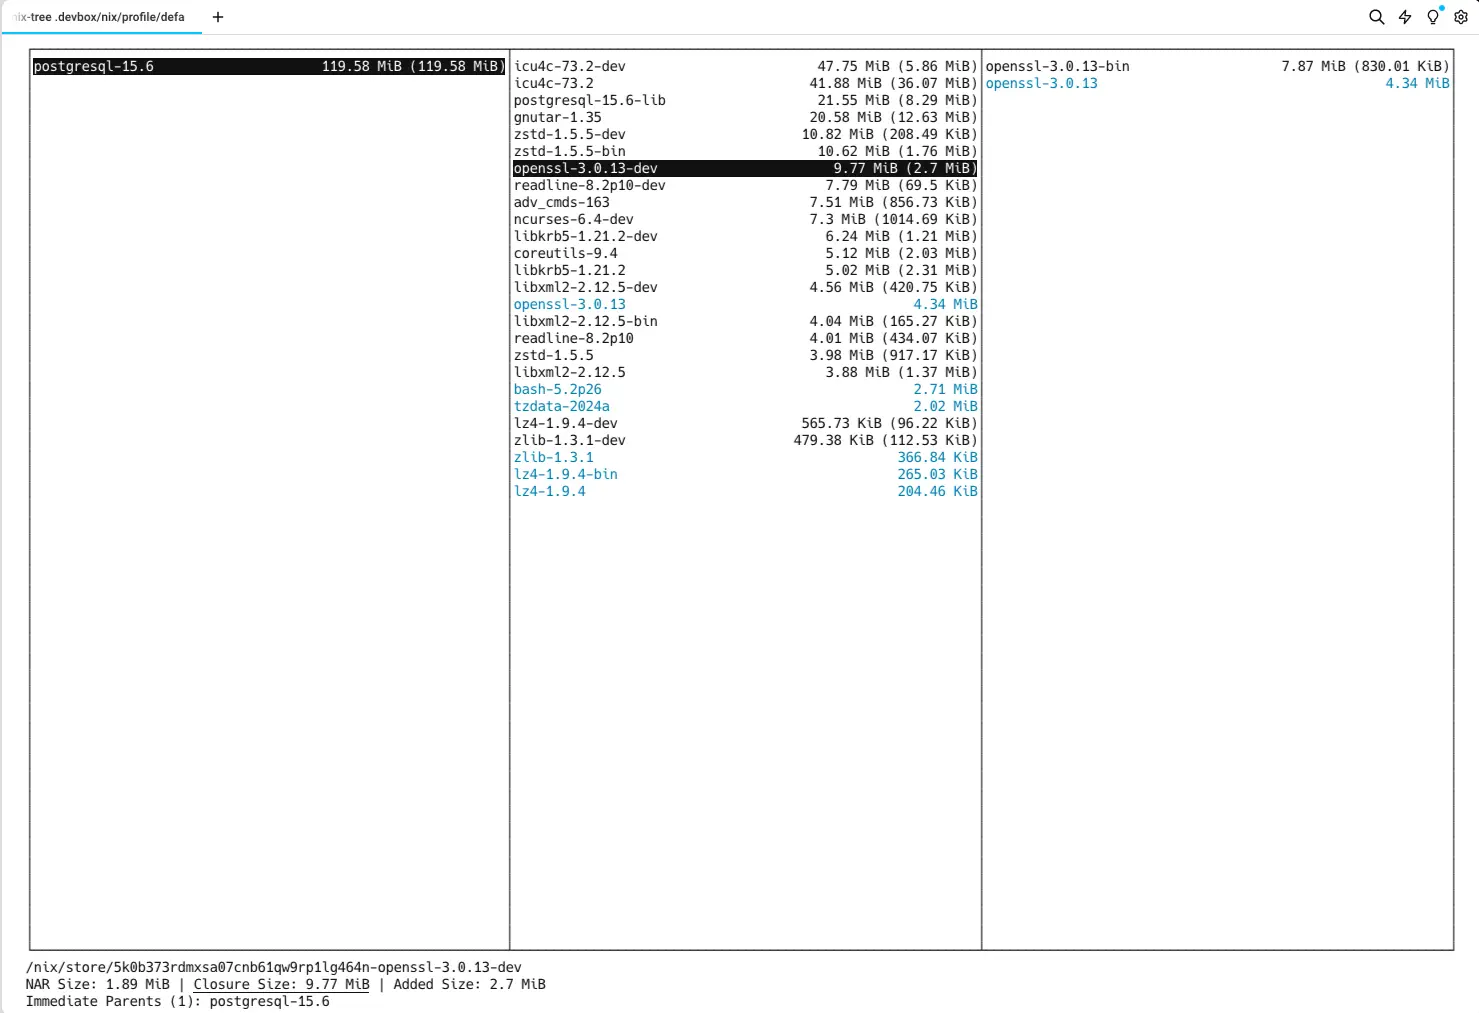 nix-tree .devbox/nix/profile/defa +
postgresql-15.6 119.58 MiB (119.58 MiB)
icu4c-73.2-dev 47.75 MiB (5.86 MiB)
icu4c-73.2 41.88 MiB (36.07 MiB)
postgresql-15.6-lib 21.55 MiB (8.29 MiB)
gnutar-1.35 20.58 MiB (12.63 MiB)
zstd-1.5.5-dev 10.82 MiB (208.49 KiB)
zstd-1.5.5-bin 10.62 MiB (1.76 MiB)
openssl-3.0.13-dev 9.77 MiB (2.7 MiB)
readline-8.2p10-dev 7.79 MiB (69.5 KiB)
adv_cmds-163 7.51 MiB (856.73 KiB)
ncurses-6.4-dev 7.3 MiB (1014.69 KiB)
libkrb5-1.21.2-dev 6.24 MiB (1.21 MiB)
coreutils-9.4 5.12 MiB (2.03 MiB)
libkrb5-1.21.2 5.02 MiB (2.31 MiB)
libxml2-2.12.5-dev 4.56 MiB (420.75 KiB)
openssl-3.0.13 4.34 MiB
libxml2-2.12.5-bin 4.04 MiB (165.27 KiB)
readline-8.2p10 4.01 MiB (434.07 KiB)
zstd-1.5.5 3.98 MiB (917.17 KiB)
libxml2-2.12.5 3.88 MiB (1.37 MiB)
bash-5.2p26 2.71 MiB
tzdata-2024a 2.02 MiB
lz4-1.9.4-dev 565.73 KiB (96.22 KiB)
zlib-1.3.1-dev 479.38 KiB (112.53 KiB)
zlib-1.3.1 366.84 KiB
lz4-1.9.4-bin 265.03 KiB
lz4-1.9.4 204.46 KiB
openssl-3.0.13-bin 7.87 MiB (830.01 KiB)
openssl-3.0.13 4.34 MiB
/nix/store/5k0b373rdmxsa07cnb61qw9rp1lg464n-openssl-3.0.13-dev
NAR Size: 1.89 MiB | Closure Size: 9.77 MiB | Added Size: 2.7 MiB
Immediate Parents (1): postgresql-15.6